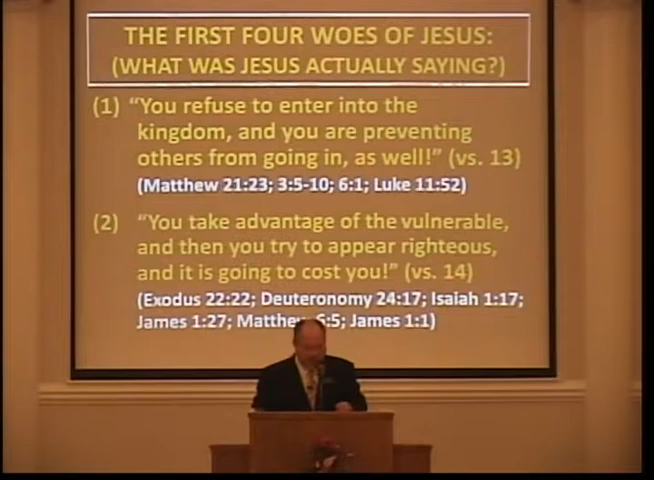 THE FIRST FOUR WOES OF JESUS:
(WHAT WAS JESUS ACTUALLY SAYING?)
(1) “You refuse to enter into the
kingdom, and you are preventing
others from going in, as well!” (vs. 13)
(Matthew 21:23; 3:5-10; 6:1; Luke 11:52)
(2) “You take advantage of the vulnerable,
and then you try to appear righteous,
and it is going to cost you!” (vs. 14)
(Exodus 22:22; Deuteronomy 24:17; Isaiah 1:17;
James 1:27; Matthew 6:5; James 1:1)